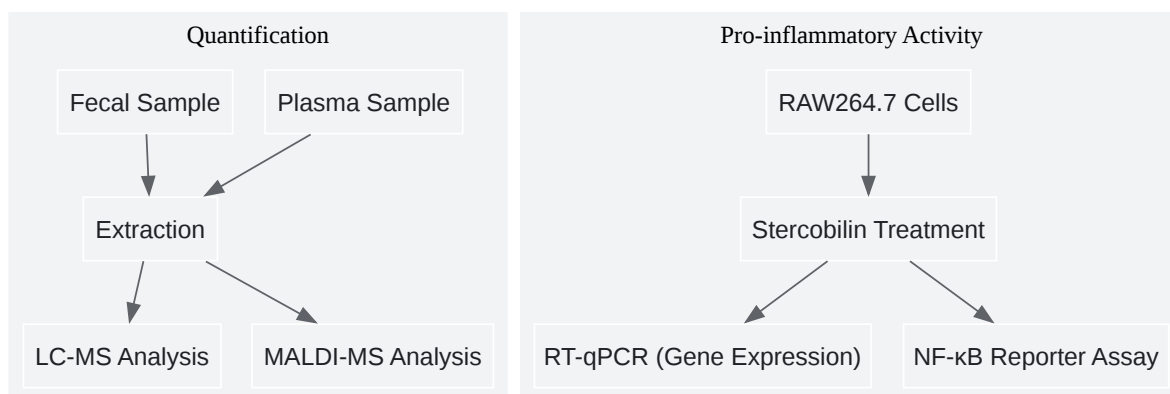 Quantification
Fecal Sample
Plasma Sample
Extraction
LC-MS Analysis
MALDI-MS Analysis
Pro-inflammatory Activity
RAW264.7 Cells
Stercobilin Treatment
RT-qPCR (Gene Expression)
NF-κB Reporter Assay